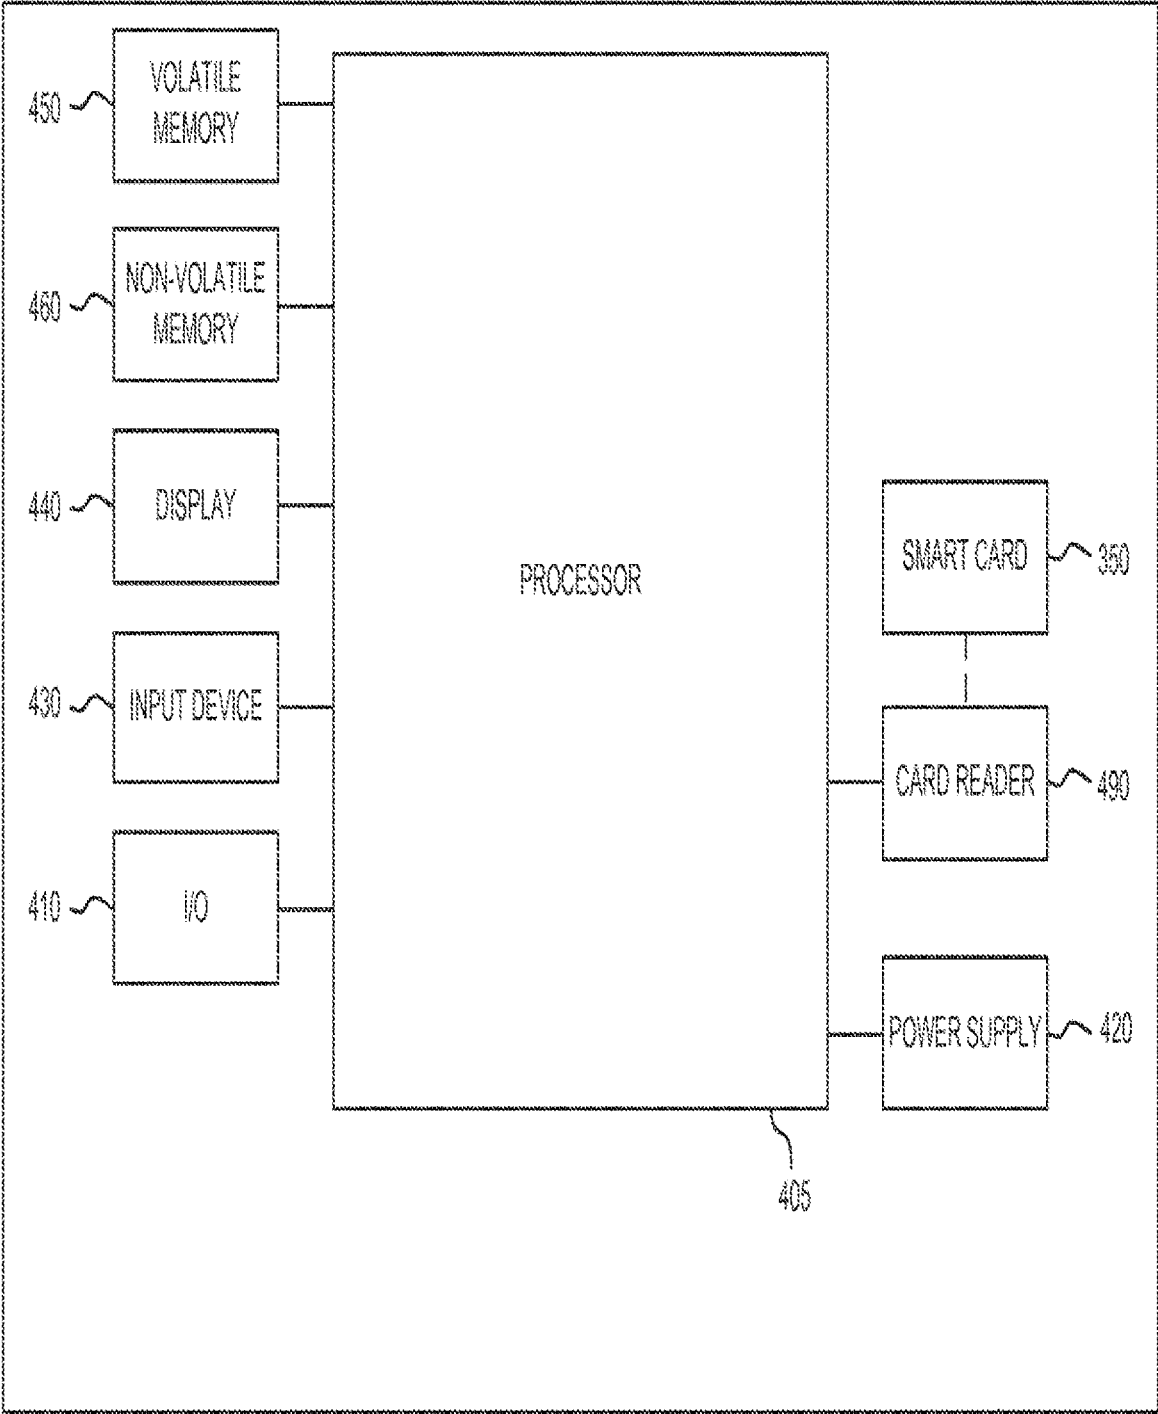 VOLATILE
MEMORY
450
NON-VOLATILE
MEMORY
460
DISPLAY
440
INPUT DEVICE
430
I/O
410
PROCESSOR
405
SMART CARD
350
CARD READER
490
POWER SUPPLY
420